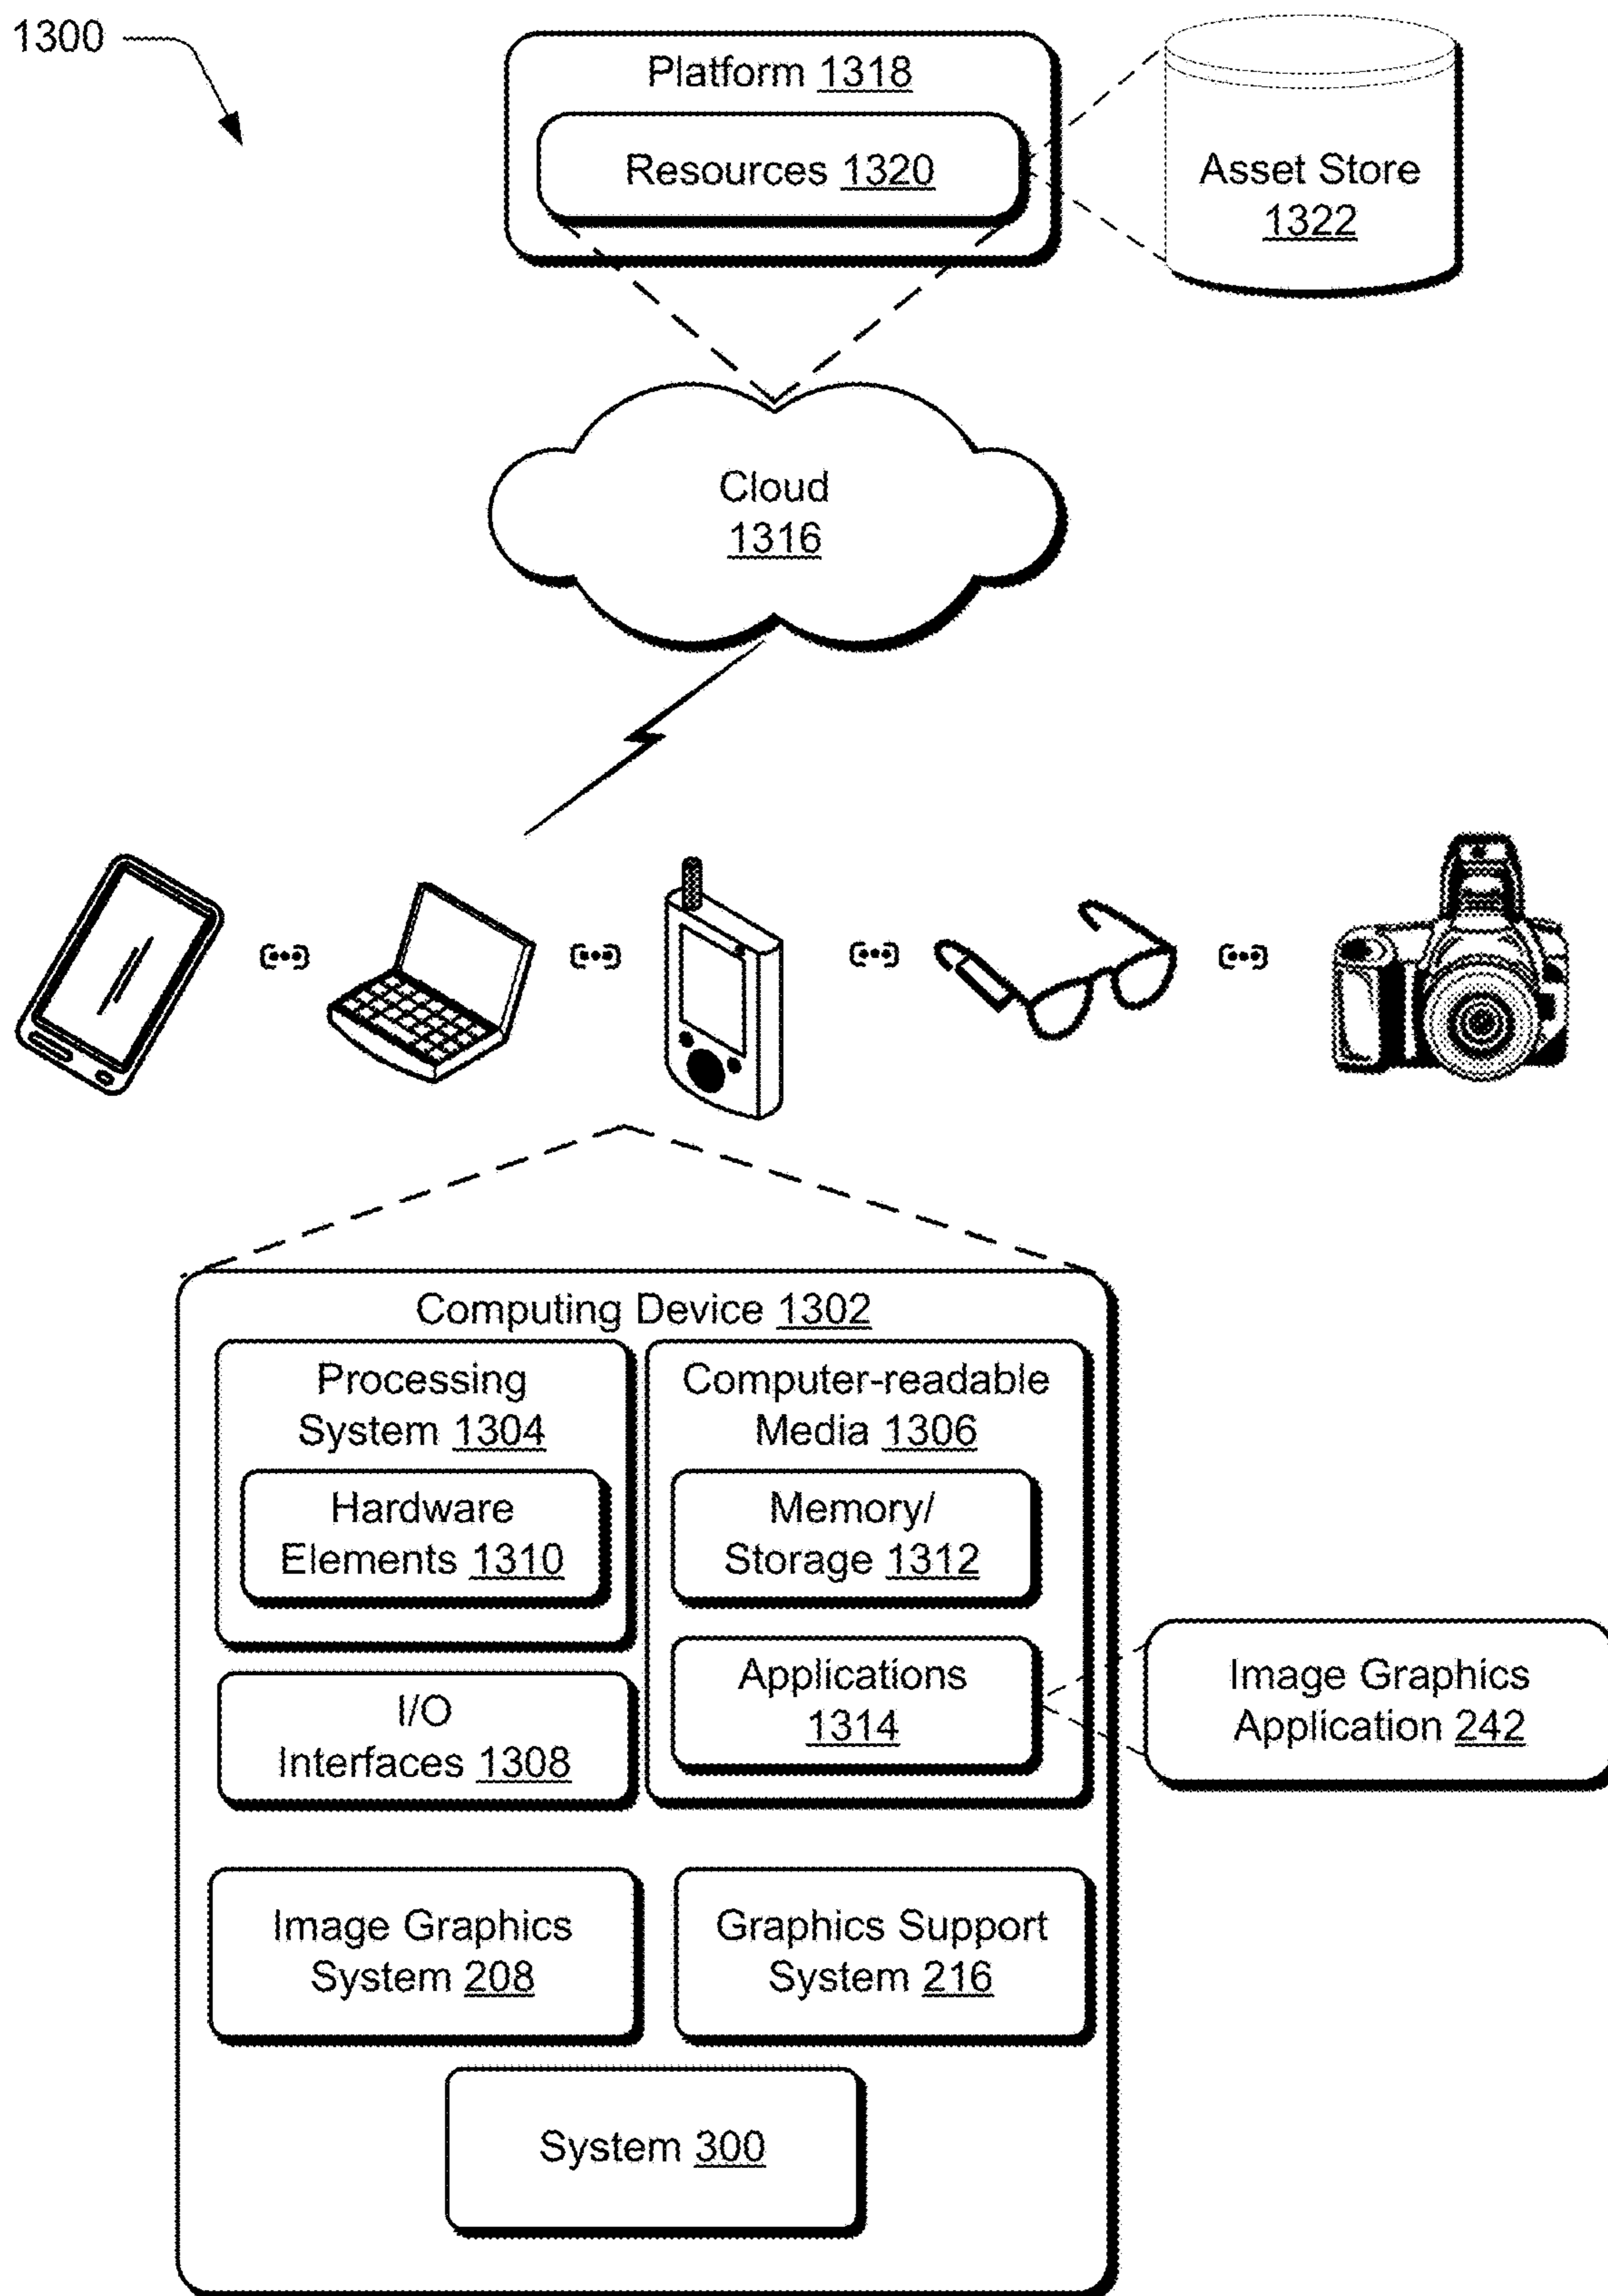 1300
Platform 1318
Resources 1320
Asset Store
1322
Cloud
1316
Computing Device 1302
Processing
System 1304
Hardware
Elements 1310
Computer-readable
Media 1306
Memory/
Storage 1312
Applications
1314
I/O
Interfaces 1308
Image Graphics
Application 242
Image Graphics
System 208
Graphics Support
System 216
System 300